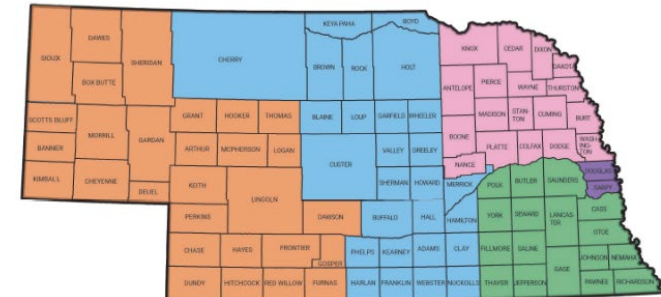 KEYA PAHA
BOYD
SIOUX
DAWES
SHERIDAN
CHERRY
BROWN
ROCK
HOLT
KNOX
CEDAR
DIXON
DAKOTA
BOX BUTTE
ANTELOPE
PIERCE
WAYNE
THURSTON
SCOTTS BLUFF
MORRILL
GARDEN
GRANT
HOOKER
THOMAS
BLAINE
LOUP
GARFIELD
WHEELER
MADISON
STAN-
TON
CUMING
BURT
BANNER
ARTHUR
MCPHERSON
LOGAN
CUSTER
VALLEY
GREELEY
BOONE
PLATTE
COLFAX
DODGE
WASH-
ING-
TON
KIMBALL
CHEYENNE
DEUEL
KEITH
LINCOLN
SHERMAN
HOWARD
NANCE
MERRICK
POLK
BUTLER
SAUNDERS
DOUGLAS
SARPY
PERKINS
DAWSON
BUFFALO
HALL
HAMILTON
YORK
SEWARD
LANCAS-
TER
CASS
OTOE
CHASE
HAYES
FRONTIER
GOSPER
PHELPS
KEARNEY
ADAMS
CLAY
FILLMORE
SALINE
GAGE
JOHNSON
NEMAHA
DUNDY
HITCHCOCK
RED WILLOW
FURNAS
HARLAN
FRANKLIN
WEBSTER
NUCKOLLS
THAYER
JEFFERSON
PAWNEE
RICHARDSON